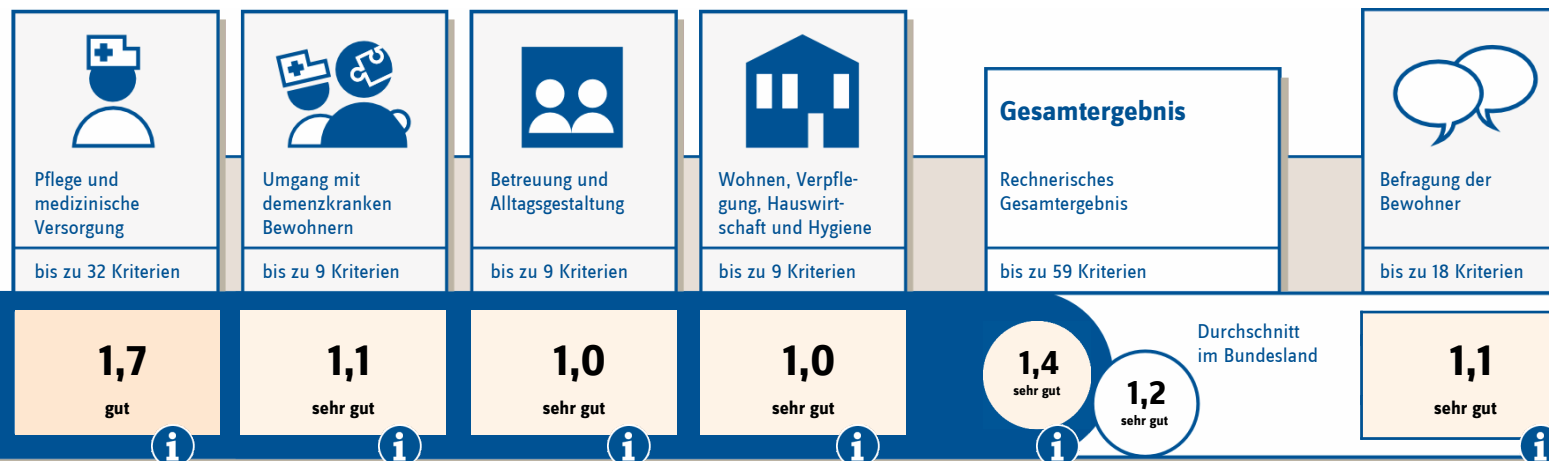 Pflege und
medizinische
Versorgung
bis zu 32 Kriterien
1,7
gut
i
Umgang mit
demenzkranken
Bewohnern
bis zu 9 Kriterien
1,1
sehr gut
i
Betreuung und
Alltagsgestaltung
bis zu 9 Kriterien
1,0
sehr gut
i
Wohnen, Verpfle-
gung, Hauswirt-
schaft und Hygiene
bis zu 9 Kriterien
1,0
sehr gut
i
Gesamtergebnis
Rechnerisches
Gesamtergebnis
bis zu 59 Kriterien
1,4
sehr gut
i
1,2
sehr gut
Durchschnitt
im Bundesland
Befragung der
Bewohner
bis zu 18 Kriterien
1,1
sehr gut
i